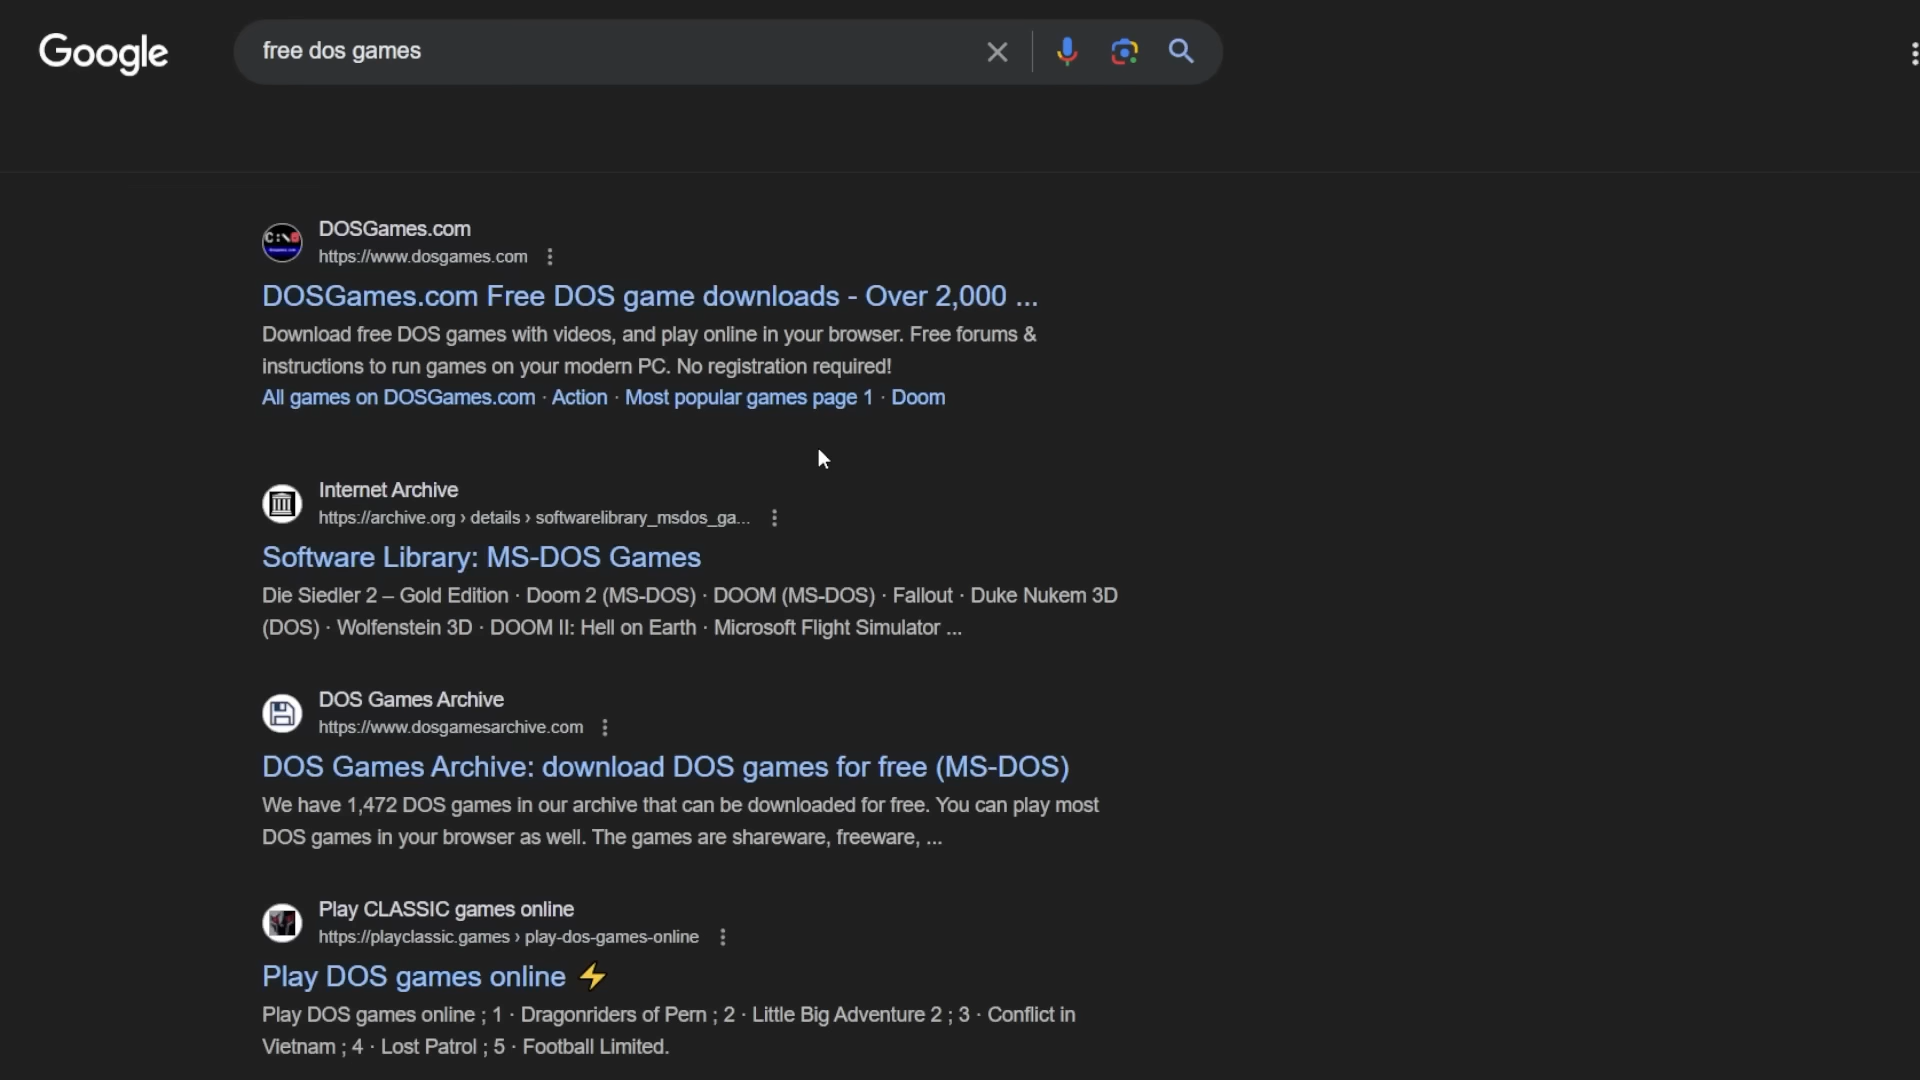 Google
free dos games
DOSGames.com
https://www.dosgames.com
DOSGames.com Free DOS game downloads - Over 2,000 ...
Download free DOS games with videos, and play online in your browser. Free forums &
instructions to run games on your modern PC. No registration required!
All games on DOSGames.com · Action · Most popular games page 1 · Doom
Internet Archive
https://archive.org › details › softwarelibrary_msdos_ga...
Software Library: MS-DOS Games
Die Siedler 2 – Gold Edition · Doom 2 (MS-DOS) · DOOM (MS-DOS) · Fallout · Duke Nukem 3D
(DOS) · Wolfenstein 3D · DOOM II: Hell on Earth · Microsoft Flight Simulator ...
DOS Games Archive
https://www.dosgamesarchive.com
DOS Games Archive: download DOS games for free (MS-DOS)
We have 1,472 DOS games in our archive that can be downloaded for free. You can play most
DOS games in your browser as well. The games are shareware, freeware, ...
Play CLASSIC games online
https://playclassic.games › play-dos-games-online
Play DOS games online ⚡
Play DOS games online ; 1 · Dragonriders of Pern ; 2 · Little Big Adventure 2 ; 3 · Conflict in
Vietnam ; 4 · Lost Patrol ; 5 · Football Limited.